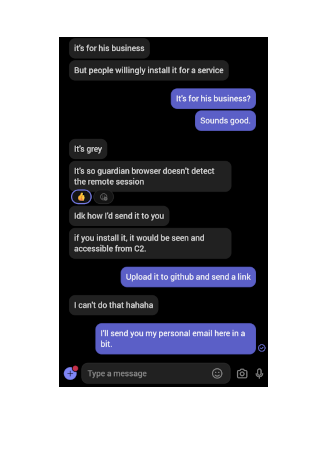 it's for his business
But people willingly install it for a service
It's for his business?
Sounds good.
It's grey
It's so guardian browser doesn't detect
the remote session
Idk how I'd send it to you
if you install it, it would be seen and
accessible from C2.
Upload it to github and send a link
I can't do that hahaha
I'll send you my personal email here in a
bit.
Type a message